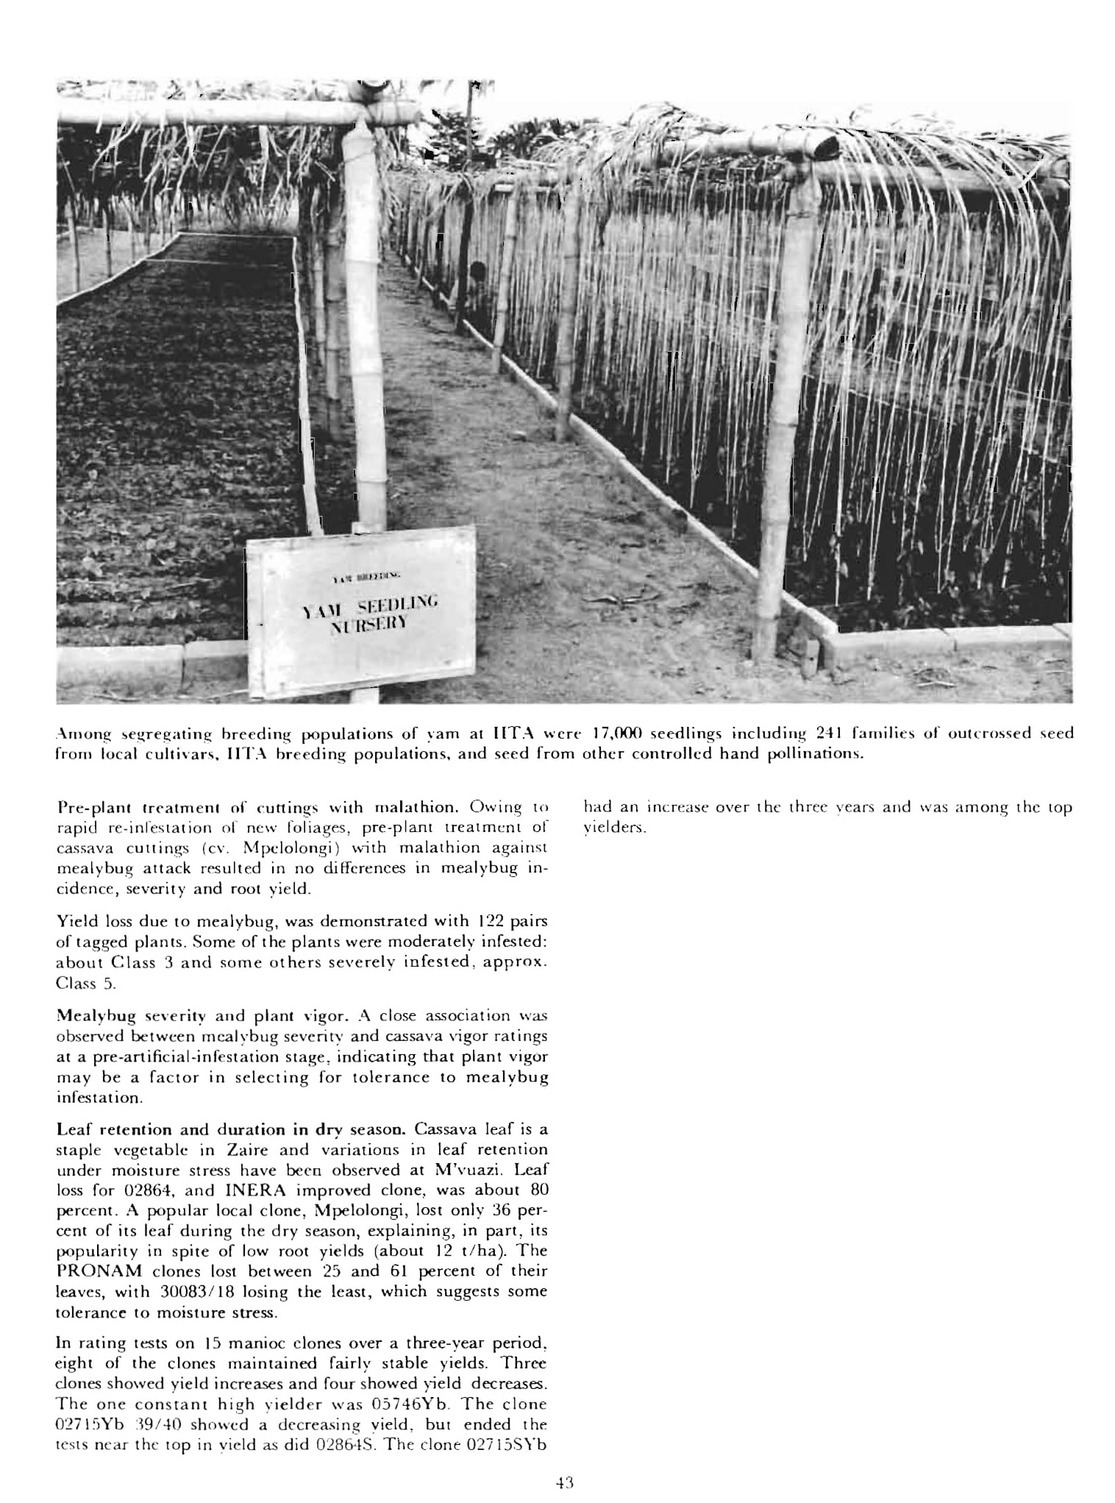 YAM BREEDING
YAM SEEDLING
NURSERY
Among segregating breeding populations of yam at IITA were 17,000 seedlings including 241 families of outcrossed seed
from local cultivars, IITA breeding populations, and seed from other controlled hand pollinations.
Pre-plant treatment of cuttings with malathion. Owing to
rapid re-infestation of new foliages, pre-plant treatment of
cassava cuttings (cv. Mpelolongi) with malathion against
mealybug attack resulted in no differences in mealybug in-
cidence, severity and root yield.
Yield loss due to mealybug, was demonstrated with 122 pairs
of tagged plants. Some of the plants were moderately infested:
about Class 3 and some others severely infested, approx.
Class 5.
Mealybug severity and plant vigor. A close association was
observed between mealybug severity and cassava vigor ratings
at a pre-artificial-infestation stage, indicating that plant vigor
may be a factor in selecting for tolerance to mealybug
infestation.
Leaf retention and duration in dry season. Cassava leaf is a
staple vegetable in Zaire and variations in leaf retention
under moisture stress have been observed at M'vuazi. Leaf
loss for 02864, and INERA improved clone, was about 80
percent. A popular local clone, Mpelolongi, lost only 36 per-
cent of its leaf during the dry season, explaining, in part, its
popularity in spite of low root yields (about 12 t/ha). The
PRONAM clones lost between 25 and 61 percent of their
leaves, with 30083/18 losing the least, which suggests some
tolerance to moisture stress.
In rating tests on 15 manioc clones over a three-year period,
eight of the clones maintained fairly stable yields. Three
clones showed yield increases and four showed yield decreases.
The one constant high yielder was 05746Yb. The clone
02715Yb 39/40 showed a decreasing yield, but ended the
tests near the top in yield as did 02864S. The clone 02715SYb
had an increase over the three years and was among the top
yielders.
43